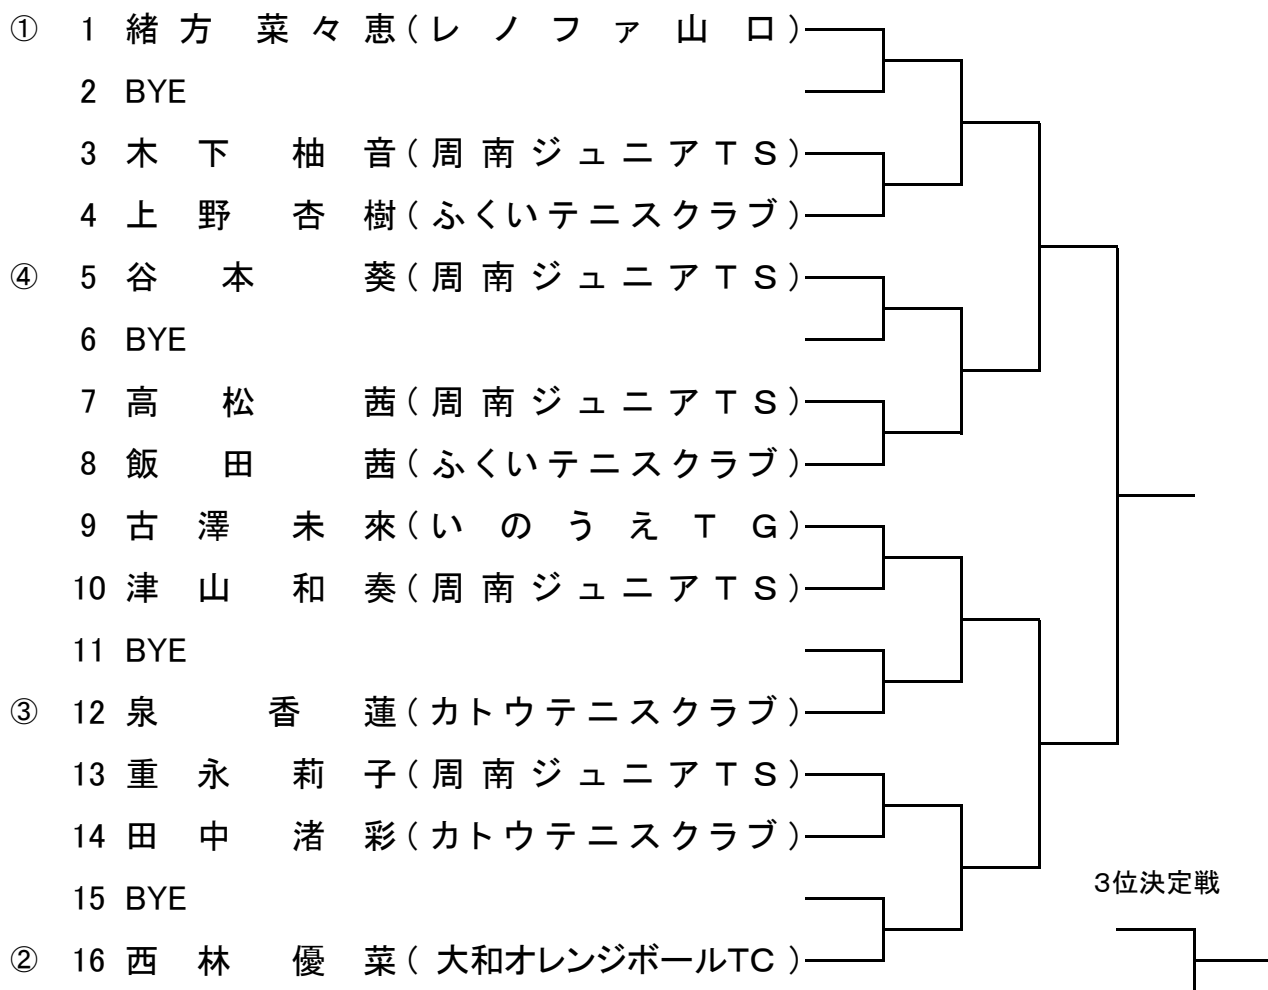 ① 1 緒方 菜々恵(レノファ山口)
2 BYE
3 木下 柚音(周南ジュニアTS)
4 上野 杏樹(ふくいテニスクラブ)
④ 5 谷本 葵(周南ジュニアTS)
6 BYE
7 高松 茜(周南ジュニアTS)
8 飯田 茜(ふくいテニスクラブ)
9 古澤 未來(いのうえTG)
10 津山 和奏(周南ジュニアTS)
11 BYE
③ 12 泉 香蓮(カトウテニスクラブ)
13 重永 莉子(周南ジュニアTS)
14 田中 渚彩(カトウテニスクラブ)
15 BYE
3位決定戦
② 16 西林 優菜(大和オレンジボールTC)